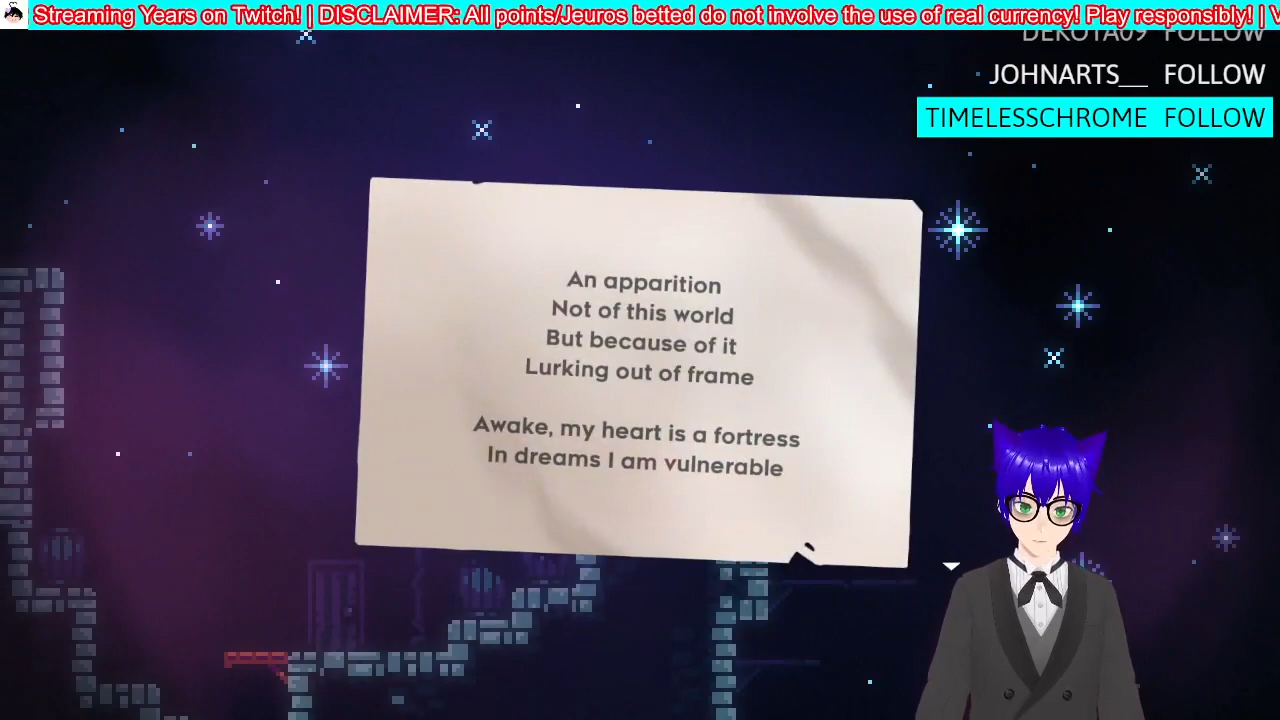 Streaming Years on Twitch! | DISCLAIMER: All points/Jeuros betted do not involve the use of real currency! Play responsibly! |
DEKOTA09 FOLLOW
JOHNARTS__ FOLLOW
TIMELESSCHROME FOLLOW
An apparition
Not of this world
But because of it
Lurking out of frame
Awake, my heart is a fortress
In dreams I am vulnerable